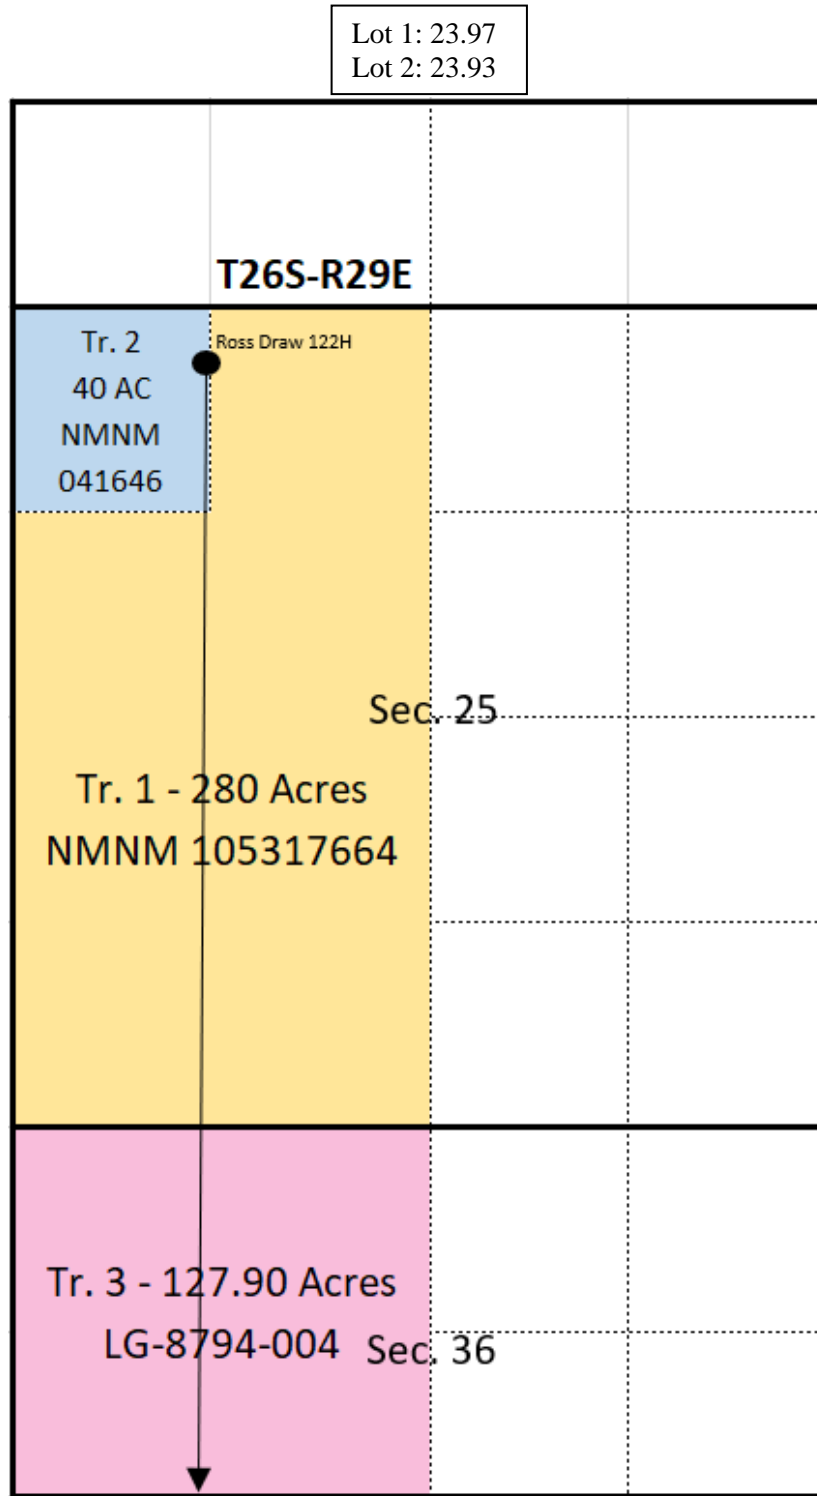 Lot 1: 23.97
Lot 2: 23.93
T26S-R29E
Tr. 2
40 AC
NMNM
041646
Ross Draw 122H
Sec. 25
Tr. 1 - 280 Acres
NMNM 105317664
Tr. 3 - 127.90 Acres
LG-8794-004
Sec. 36